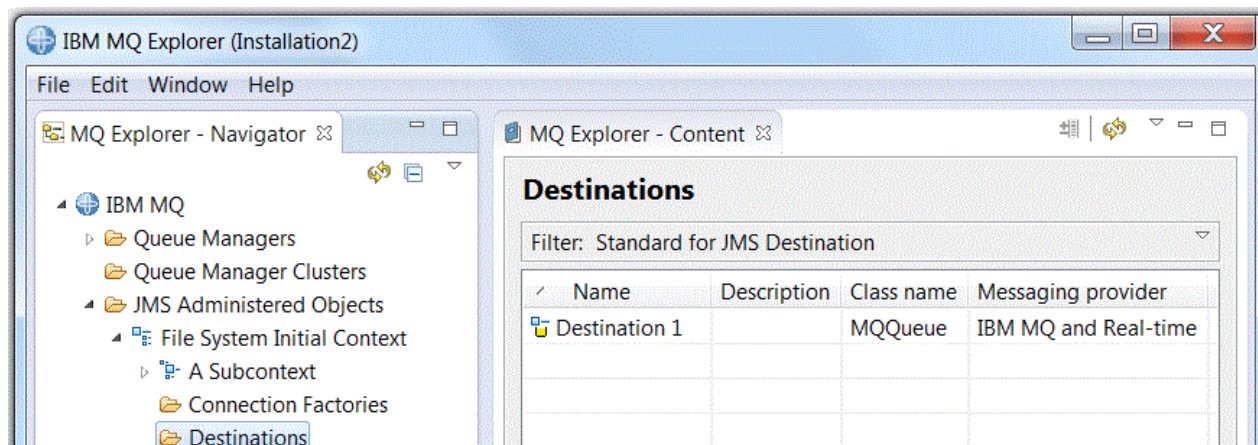 IBM MQ Explorer (Installation2)
File Edit Window Help
MQ Explorer - Navigator
IBM MQ
Queue Managers
Queue Manager Clusters
JMS Administered Objects
File System Initial Context
A Subcontext
Connection Factories
Destinations
MQ Explorer - Content
Destinations
Filter: Standard for JMS Destination
Name Description Class name Messaging provider
Destination 1 MQQueue IBM MQ and Real-time